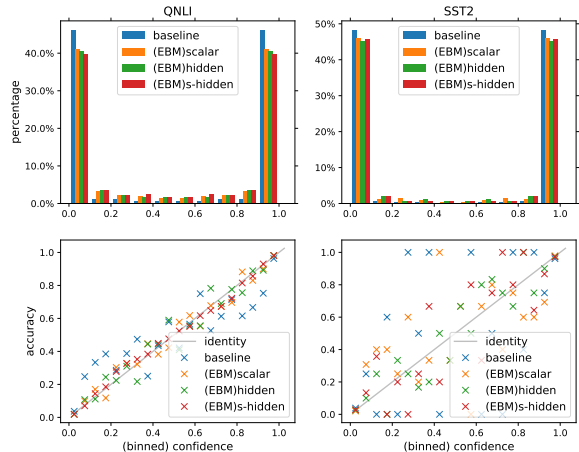 QNLI
SST2
percentage
40.0%
30.0%
20.0%
10.0%
0.0%
baseline
(EBM)scalar
(EBM)hidden
(EBM)s-hidden
0.0 0.2 0.4 0.6 0.8 1.0
50%
40%
30%
20%
10%
0%
baseline
(EBM)scalar
(EBM)hidden
(EBM)s-hidden
0.0 0.2 0.4 0.6 0.8 1.0
accuracy
1.0
0.8
0.6
0.4
0.2
0.0
identity
baseline
(EBM)scalar
(EBM)hidden
(EBM)s-hidden
0.0 0.2 0.4 0.6 0.8 1.0
(binned) confidence
1.0
0.8
0.6
0.4
0.2
0.0
identity
baseline
(EBM)scalar
(EBM)hidden
(EBM)s-hidden
0.0 0.2 0.4 0.6 0.8 1.0
(binned) confidence